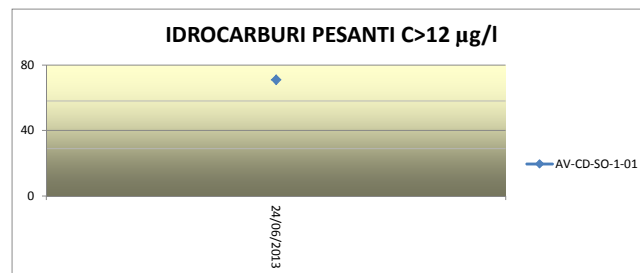 IDROCARBURI PESANTI C>12 µg/l
80
40
0
24/06/2013
AV-CD-SO-1-01